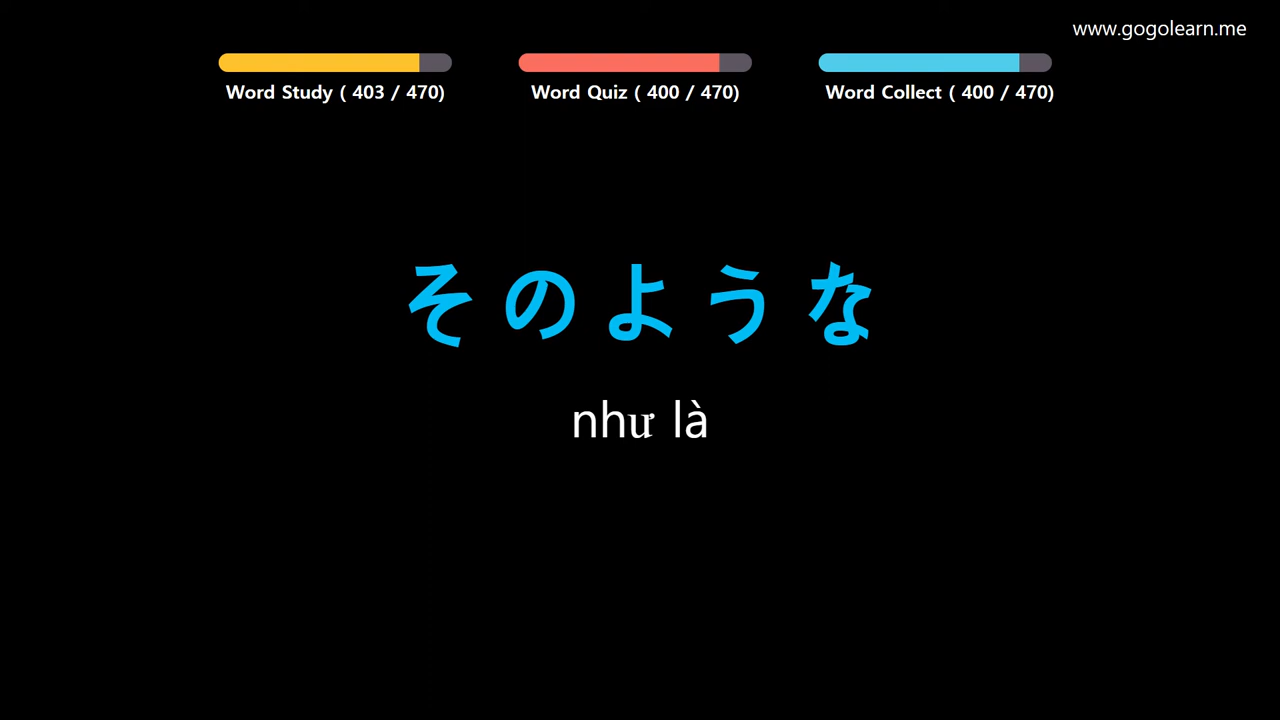 www.gogolearn.me
Word Study ( 403 / 470) Word Quiz ( 400 / 470) Word Collect ( 400 / 470)
そのような
như là